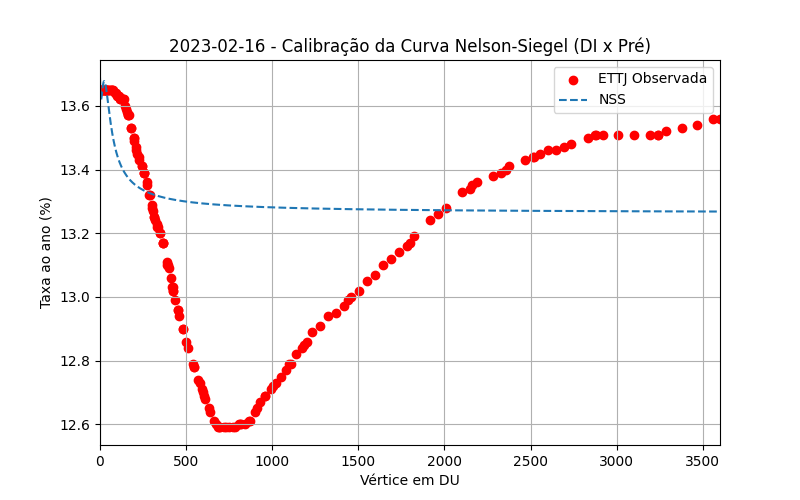 2023-02-16 - Calibração da Curva Nelson-Siegel (DI x Pré)
ETTJ Observada
NSS
Taxa ao ano (%)
13.6
13.4
13.2
13.0
12.8
12.6
0 500 1000 1500 2000 2500 3000 3500
Vértice em DU